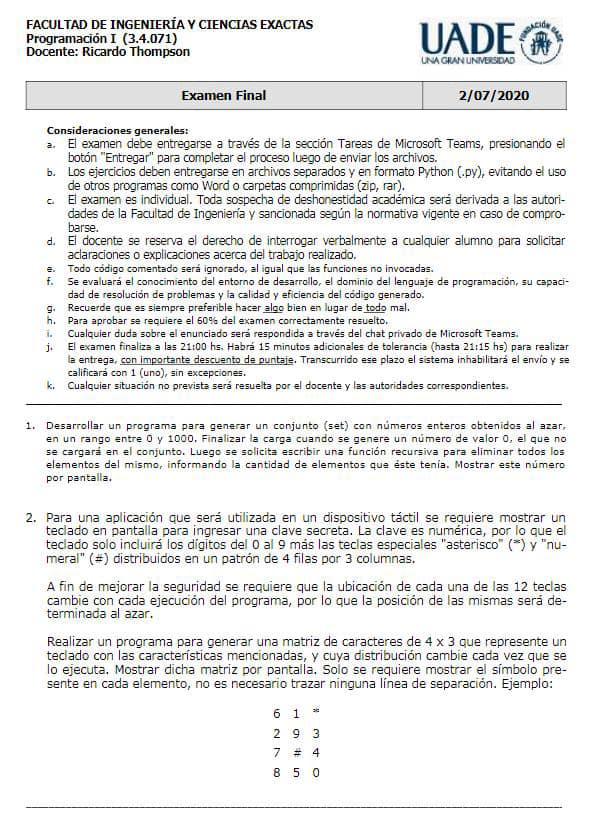 FACULTAD DE INGENIERÍA Y CIENCIAS EXACTAS
Programación I (3.4.071)
Docente: Ricardo Thompson
UADE
UNA GRAN UNIVERSIDAD
FUNDACIÓN UADE
Examen Final
2/07/2020
Consideraciones generales:
a. El examen debe entregarse a través de la sección Tareas de Microsoft Teams, presionando el
botón "Entregar" para completar el proceso luego de enviar los archivos.
b. Los ejercicios deben entregarse en archivos separados y en formato Python (.py), evitando el uso
de otros programas como Word o carpetas comprimidas (zip, rar).
c. El examen es individual. Toda sospecha de deshonestidad académica será derivada a las autori-
dades de la Facultad de Ingeniería y sancionada según la normativa vigente en caso de compro-
barse.
d. El docente se reserva el derecho de interrogar verbalmente a cualquier alumno para solicitar
aclaraciones o explicaciones acerca del trabajo realizado.
e. Todo código comentado será ignorado, al igual que las funciones no invocadas.
f. Se evaluará el conocimiento del entorno de desarrollo, el dominio del lenguaje de programación, su capaci-
dad de resolución de problemas y la calidad y eficiencia del código generado.
g. Recuerde que es siempre preferible hacer algo bien en lugar de todo mal.
h. Para aprobar se requiere el 60% del examen correctamente resuelto.
i. Cualquier duda sobre el enunciado será respondida a través del chat privado de Microsoft Teams.
j. El examen finaliza a las 21:00 hs. Habrá 15 minutos adicionales de tolerancia (hasta 21:15 hs) para realizar
la entrega, con importante descuento de puntaje. Transcurrido ese plazo el sistema inhabilitará el envío y se
calificará con 1 (uno), sin excepciones.
k. Cualquier situación no prevista será resuelta por el docente y las autoridades correspondientes.
1. Desarrollar un programa para generar un conjunto (set) con números enteros obtenidos al azar,
en un rango entre 0 y 1000. Finalizar la carga cuando se genere un número de valor 0, el que no
se cargará en el conjunto. Luego se solicita escribir una función recursiva para eliminar todos los
elementos del mismo, informando la cantidad de elementos que éste tenía. Mostrar este número
por pantalla.
2. Para una aplicación que será utilizada en un dispositivo táctil se requiere mostrar un
teclado en pantalla para ingresar una clave secreta. La clave es numérica, por lo que el
teclado solo incluirá los dígitos del 0 al 9 más las teclas especiales "asterisco" (*) y "nu-
meral" (#) distribuidos en un patrón de 4 filas por 3 columnas.
A fin de mejorar la seguridad se requiere que la ubicación de cada una de las 12 teclas
cambie con cada ejecución del programa, por lo que la posición de las mismas será de-
terminada al azar.
Realizar un programa para generar una matriz de caracteres de 4 x 3 que represente un
teclado con las características mencionadas, y cuya distribución cambie cada vez que se
lo ejecuta. Mostrar dicha matriz por pantalla. Solo se requiere mostrar el símbolo pre-
sente en cada elemento, no es necesario trazar ninguna línea de separación. Ejemplo:
6 1 *
2 9 3
7 # 4
8 5 0